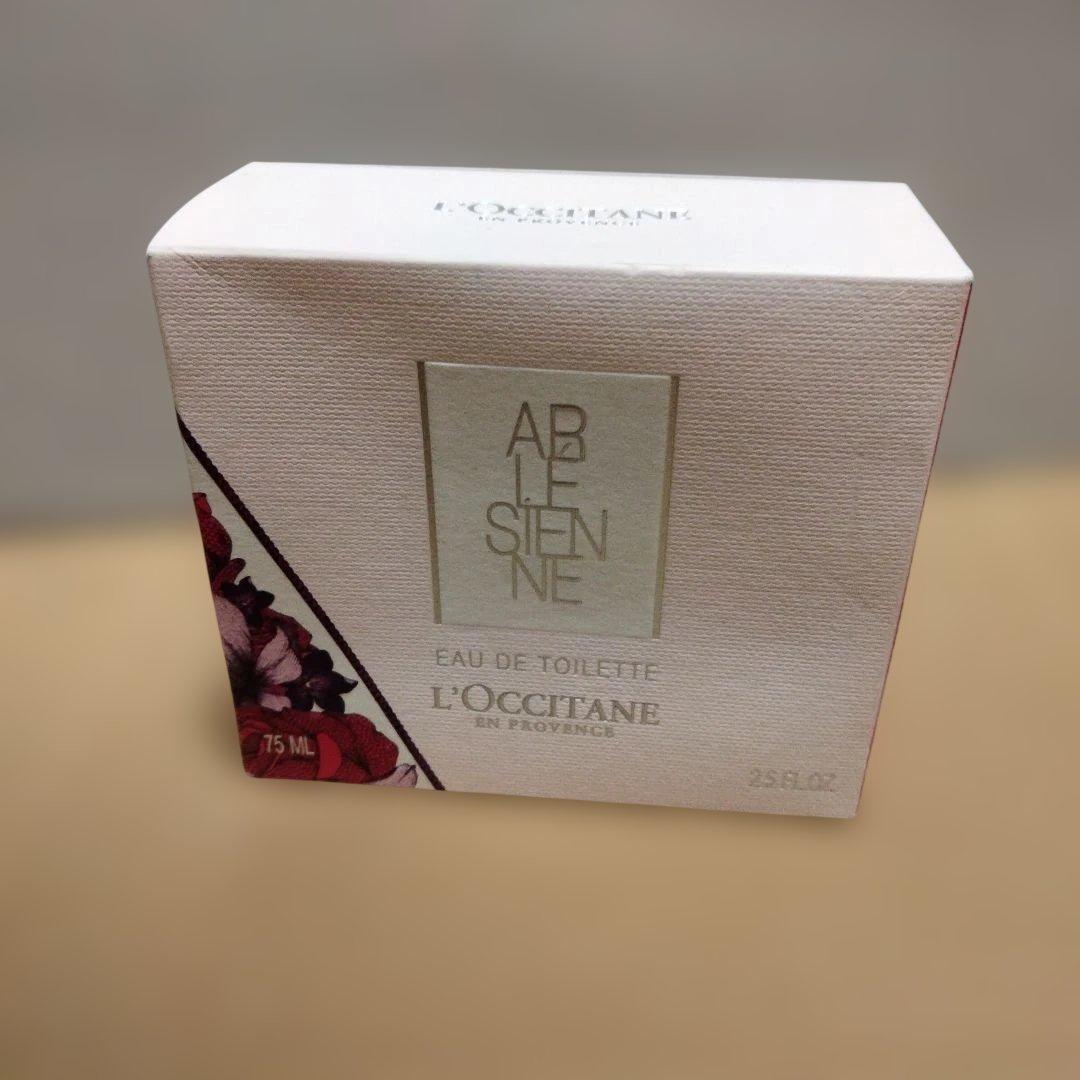 L'OCCITANE
EN PROVENCE
AR
LÉ
SIEN
NE
EAU DE TOILETTE
L'OCCITANE
EN PROVENCE
75 ML
2.5 FL.OZ